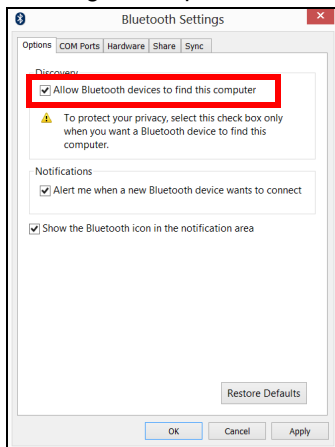 Bluetooth Settings
Options COM Ports Hardware Share Sync
Discovery
Allow Bluetooth devices to find this computer
To protect your privacy, select this check box only
when you want a Bluetooth device to find this
computer.
Notifications
Alert me when a new Bluetooth device wants to connect
Show the Bluetooth icon in the notification area
Restore Defaults
OK Cancel Apply